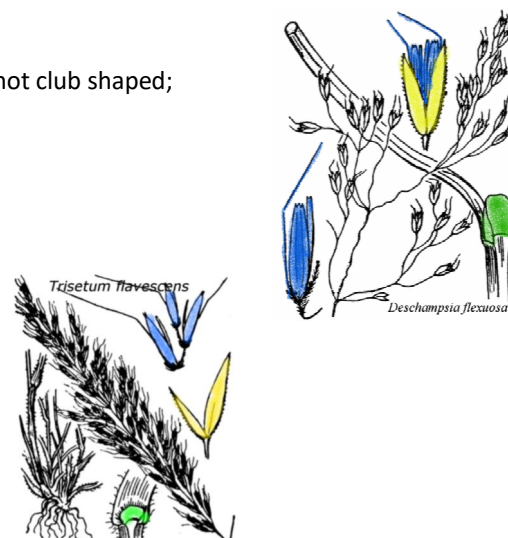 not club shaped;
Trisetum flavescens
Deschampsia flexuosa